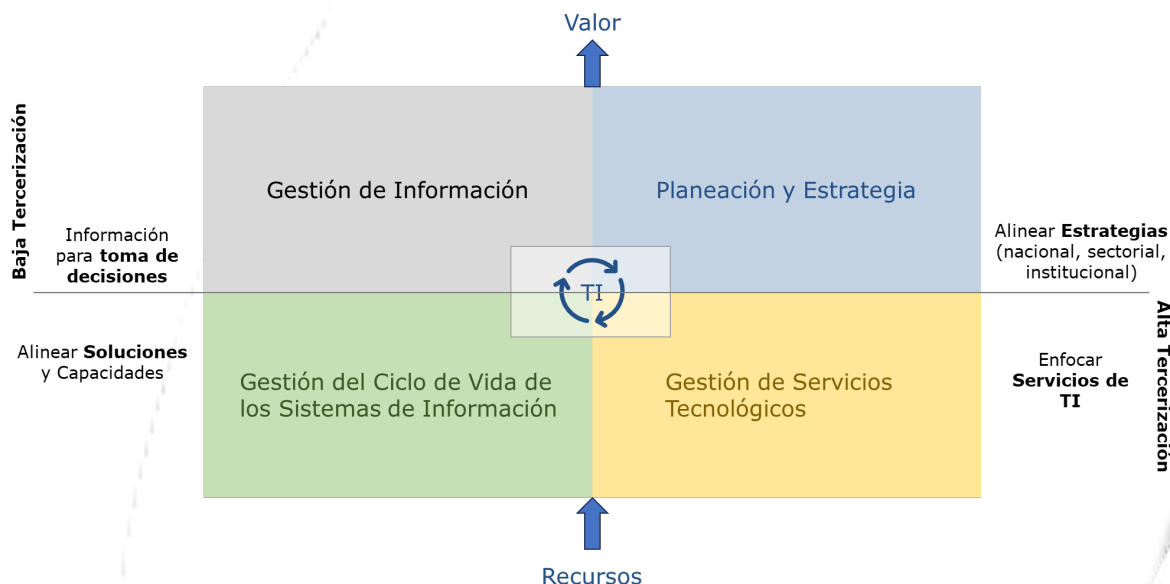 Valor
Baja Tercerización
Gestión de Información
Planeación y Estrategia
Información
para toma de
decisiones
Alinear Estrategias
(nacional, sectorial,
institucional)
TI
Alinear Soluciones
y Capacidades
Gestión del Ciclo de Vida de
los Sistemas de Información
Gestión de Servicios
Tecnológicos
Enfocar
Servicios de
TI
Alta Tercerización
Recursos